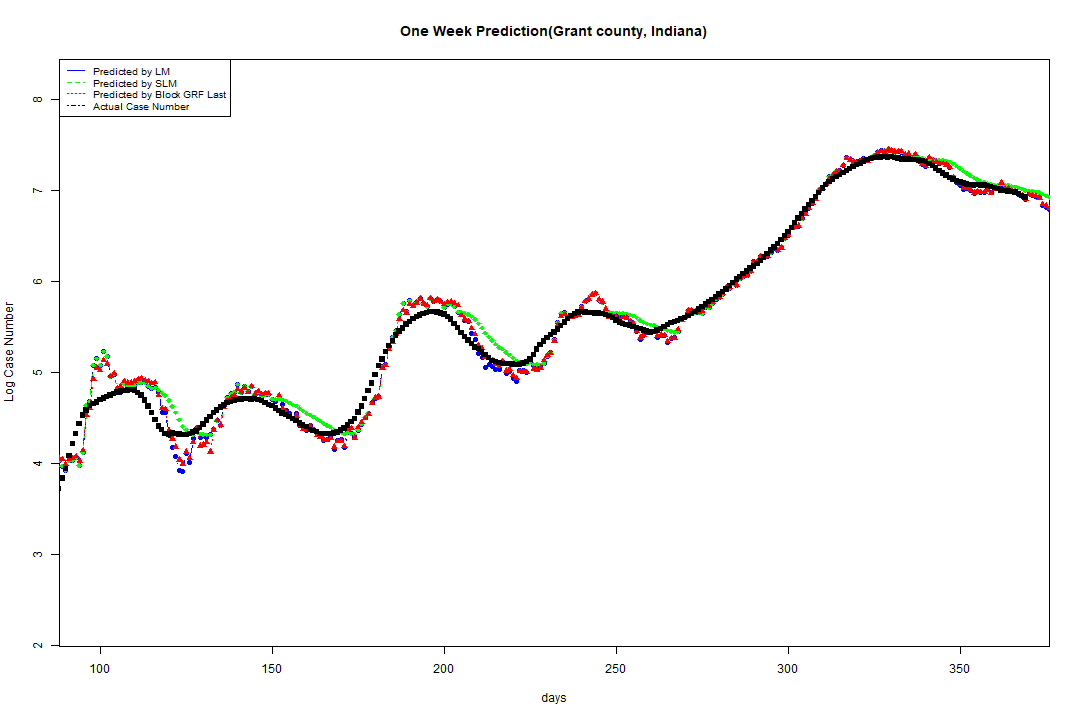 One Week Prediction(Grant county, Indiana)
Predicted by LM
Predicted by SLM
Predicted by Block GRF Last
Actual Case Number
8
7
6
5
4
3
2
Log Case Number
100 150 200 250 300 350
days